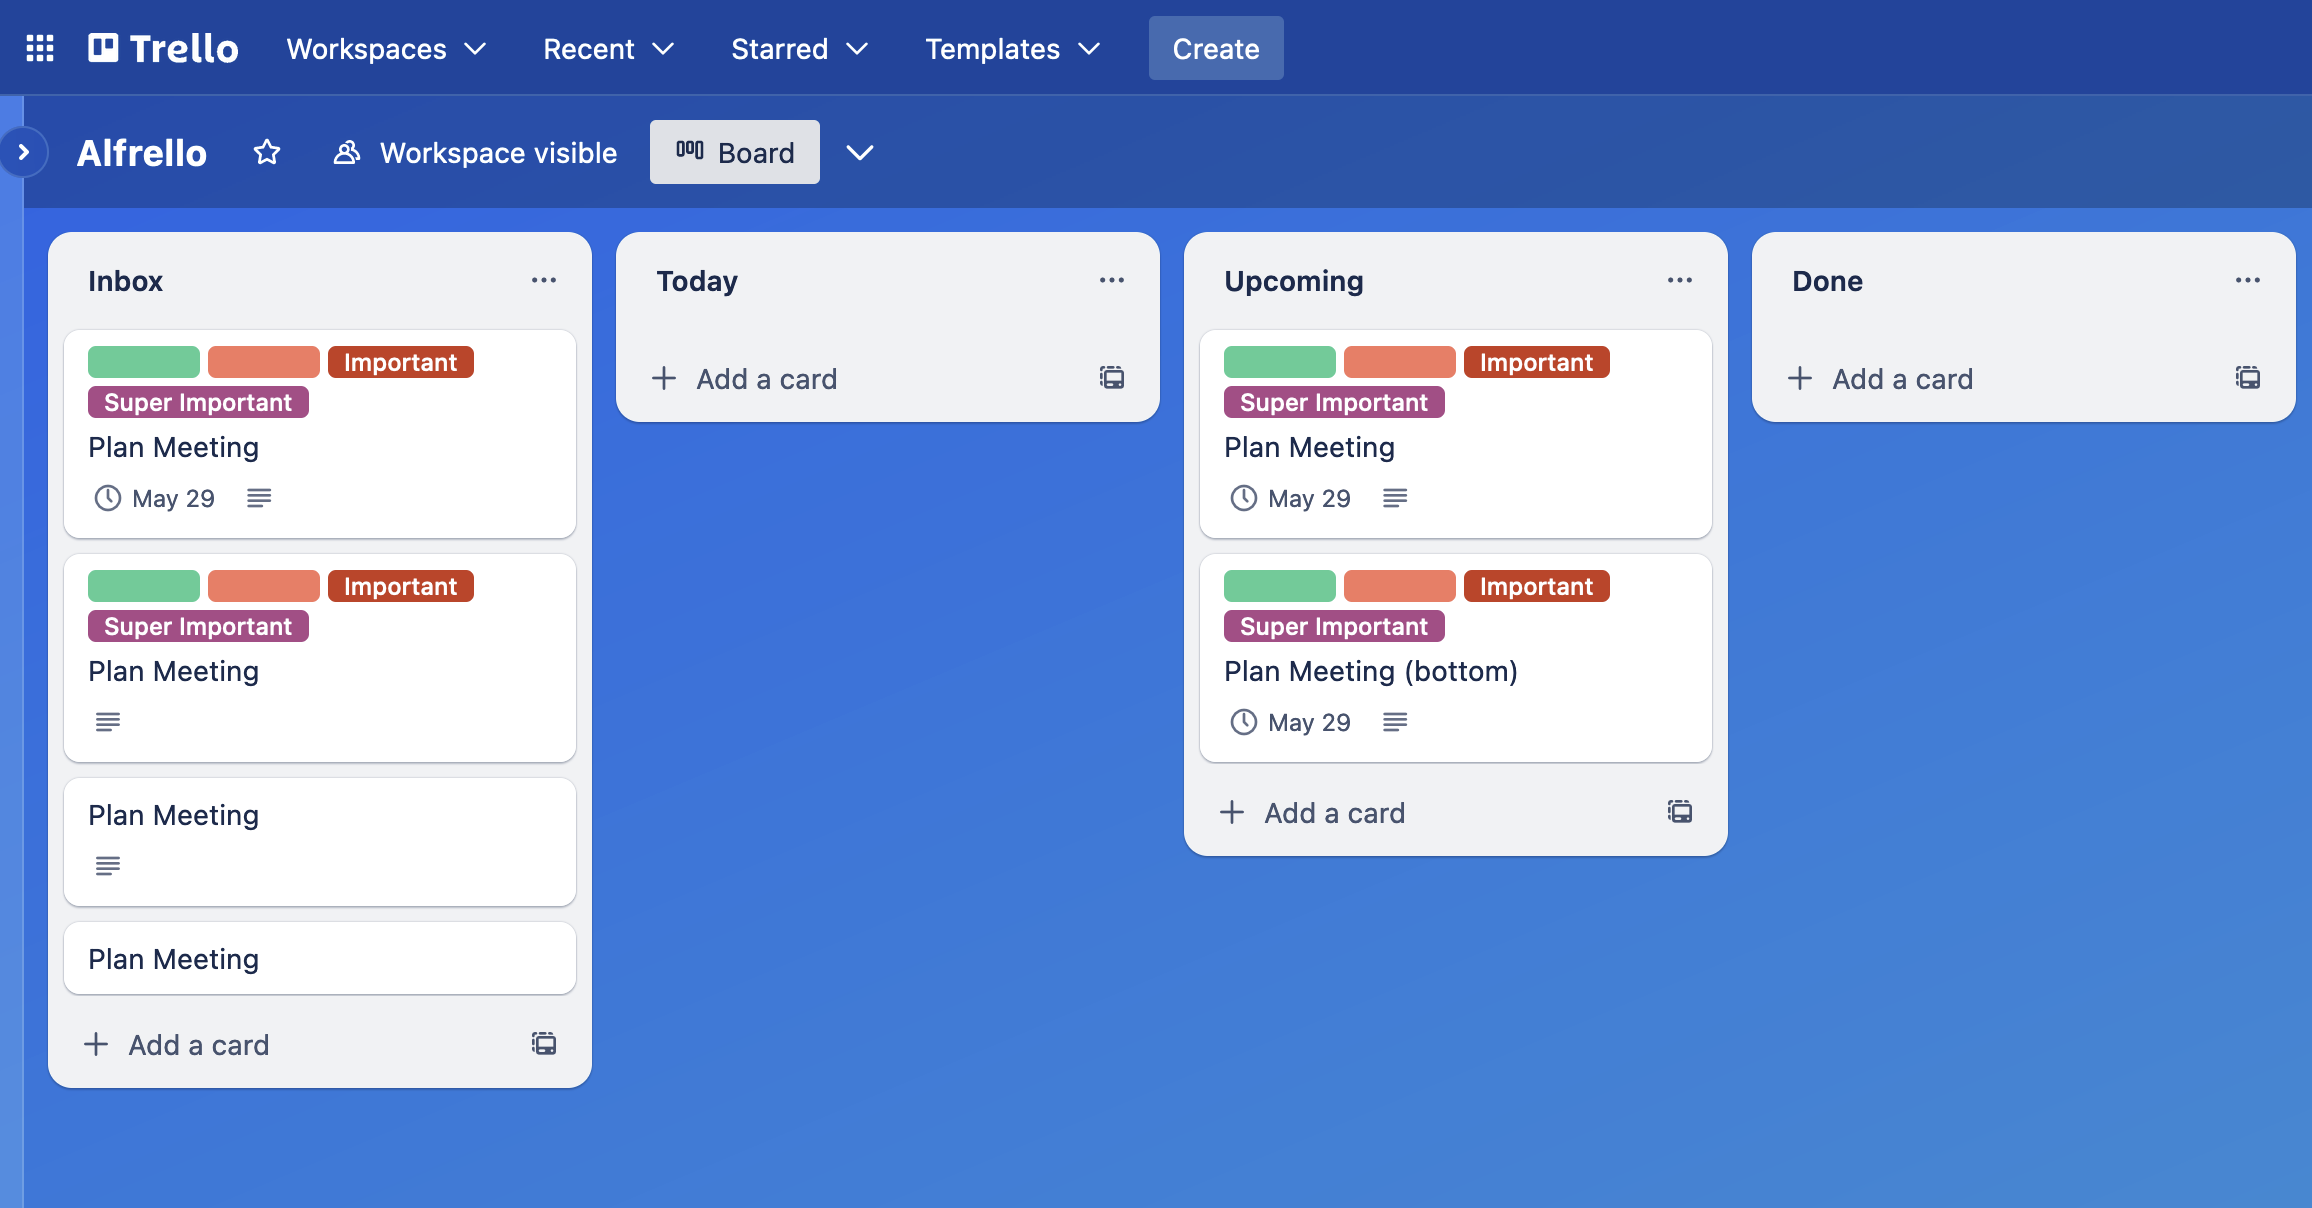 Trello Workspaces Recent Starred Templates Create
Alfrello Workspace visible Board
Inbox
Important
Super Important
Plan Meeting
May 29
Important
Super Important
Plan Meeting
Plan Meeting
Plan Meeting
Add a card
Today
Add a card
Upcoming
Important
Super Important
Plan Meeting
May 29
Important
Super Important
Plan Meeting (bottom)
May 29
Add a card
Done
Add a card